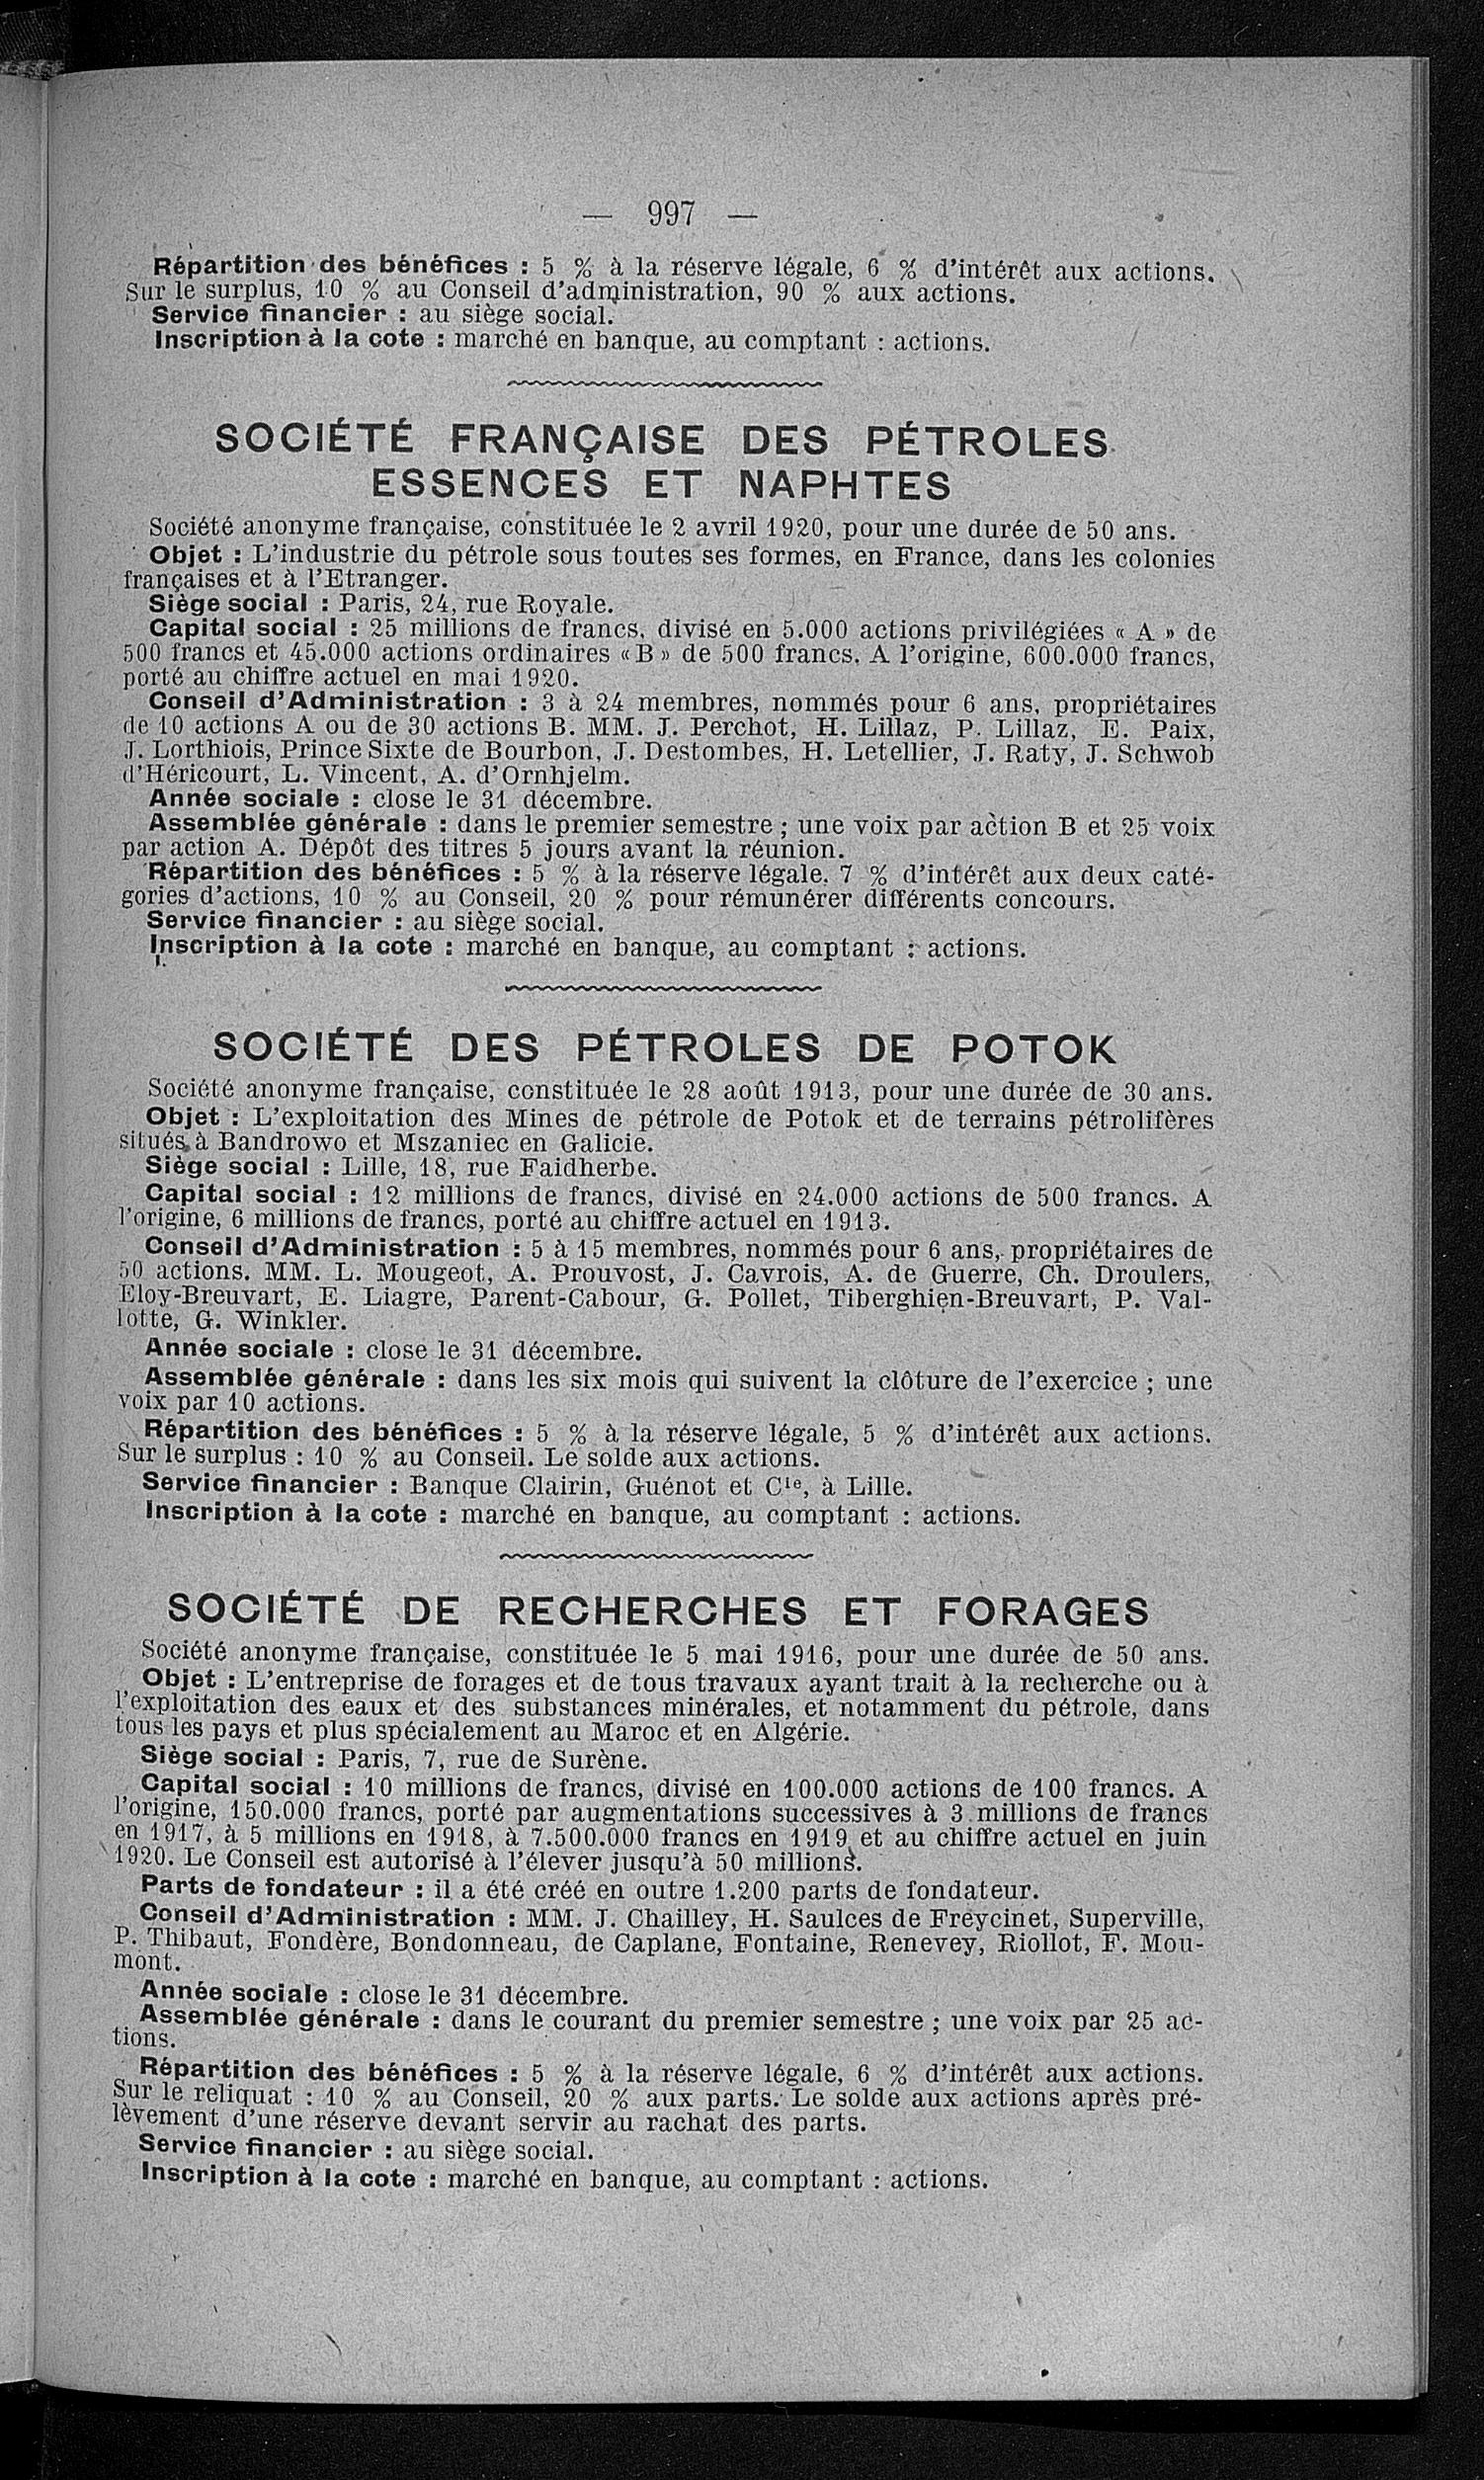 — 997 —
Répartition des bénéfices : 5 % à la réserve légale, 6 % d'intérêt aux actions.
Sur le surplus, 10 % au Conseil d'administration, 90 % aux actions.
Service financier : au siège social.
Inscription à la cote : marché en banque, au comptant : actions.
SOCIÉTÉ FRANÇAISE DES PÉTROLES
ESSENCES ET NAPHTES
Société anonyme française, constituée le 2 avril 1920, pour une durée de 50 ans.
Objet : L'industrie du pétrole sous toutes ses formes, en France, dans les colonies
françaises et à l'Etranger.
Siège social : Paris, 24, rue Royale.
Capital social : 25 millions de francs, divisé en 5.000 actions privilégiées « A » de
500 francs et 45.000 actions ordinaires « B » de 500 francs. A l'origine, 600.000 francs,
porté au chiffre actuel en mai 1920.
Conseil d'Administration : 3 à 24 membres, nommés pour 6 ans, propriétaires
de 10 actions A ou de 30 actions B. MM. J. Perchot, H. Lillaz, P. Lillaz, E. Paix,
J. Lorthiois, Prince Sixte de Bourbon, J. Destombes, H. Letellier, J. Raty, J. Schwob
d'Héricourt, L. Vincent, A. d'Ornhjelm.
Année sociale : close le 31 décembre.
Assemblée générale : dans le premier semestre ; une voix par action B et 25 voix
par action A. Dépôt des titres 5 jours avant la réunion.
Répartition des bénéfices : 5 % à la réserve légale. 7 % d'intérêt aux deux caté-
gories d'actions, 10 % au Conseil, 20 % pour rémunérer différents concours.
Service financier : au siège social.
Inscription à la cote : marché en banque, au comptant : actions.
SOCIÉTÉ DES PÉTROLES DE POTOK
Société anonyme française, constituée le 28 août 1913, pour une durée de 30 ans.
Objet : L'exploitation des Mines de pétrole de Potok et de terrains pétrolifères
situés à Bandrowo et Mszaniec en Galicie.
Siège social : Lille, 18, rue Faidherbe.
Capital social : 12 millions de francs, divisé en 24.000 actions de 500 francs. A
l'origine, 6 millions de francs, porté au chiffre actuel en 1913.
Conseil d'Administration : 5 à 15 membres, nommés pour 6 ans, propriétaires de
50 actions. MM. L. Mougeot, A. Prouvost, J. Cavrois, A. de Guerre, Ch. Droulers,
Eloy-Breuvart, E. Liagre, Parent-Cabour, G. Pollet, Tiberghien-Breuvart, P. Val-
lotte, G. Winkler.
Année sociale : close le 31 décembre.
Assemblée générale : dans les six mois qui suivent la clôture de l'exercice ; une
voix par 10 actions.
Répartition des bénéfices : 5 % à la réserve légale, 5 % d'intérêt aux actions.
Sur le surplus : 10 % au Conseil. Le solde aux actions.
Service financier : Banque Clairin, Guénot et Cie, à Lille.
Inscription à la cote : marché en banque, au comptant : actions.
SOCIÉTÉ DE RECHERCHES ET FORAGES
Société anonyme française, constituée le 5 mai 1916, pour une durée de 50 ans.
Objet : L'entreprise de forages et de tous travaux ayant trait à la recherche ou à
l'exploitation des eaux et des substances minérales, et notamment du pétrole, dans
tous les pays et plus spécialement au Maroc et en Algérie.
Siège social : Paris, 7, rue de Surène.
Capital social : 10 millions de francs, divisé en 100.000 actions de 100 francs. A
l'origine, 150.000 francs, porté par augmentations successives à 3 millions de francs
en 1917, à 5 millions en 1918, à 7.500.000 francs en 1919 et au chiffre actuel en juin
1920. Le Conseil est autorisé à l'élever jusqu'à 50 millions.
Parts de fondateur : il a été créé en outre 1.200 parts de fondateur.
Conseil d'Administration : MM. J. Chailley, H. Saulces de Freycinet, Superville,
P. Thibaut, Fondère, Bondonneau, de Caplane, Fontaine, Renevey, Riollot, F. Mou-
mont.
Année sociale : close le 31 décembre.
Assemblée générale : dans le courant du premier semestre ; une voix par 25 ac-
tions.
Répartition des bénéfices : 5 % à la réserve légale, 6 % d'intérêt aux actions.
Sur le reliquat : 10 % au Conseil, 20 % aux parts. Le solde aux actions après pré-
lèvement d'une réserve devant servir au rachat des parts.
Service financier : au siège social.
Inscription à la cote : marché en banque, au comptant : actions.